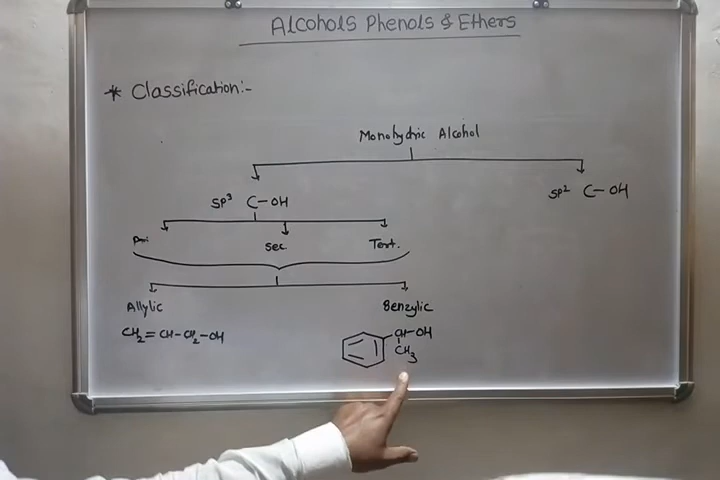 Alcohols Phenols & Ethers
* Classification:-
Monohydric Alcohol
SP³ C-OH
SP² C-OH
Pri. Sec. Tert.
Allylic Benzylic
CH₂=CH-CH₂-OH
CH-OH
CH₃